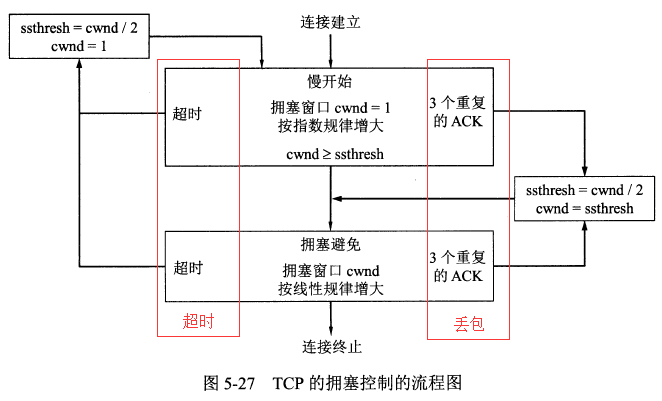 连接建立
ssthresh = cwnd / 2
cwnd = 1
慢开始
超时
拥塞窗口 cwnd = 1
按指数规律增大
3 个重复
的 ACK
cwnd ≥ ssthresh
ssthresh = cwnd / 2
cwnd = ssthresh
拥塞避免
超时
拥塞窗口 cwnd
按线性规律增大
3 个重复
的 ACK
超时
丢包
连接终止
图 5-27 TCP 的拥塞控制的流程图